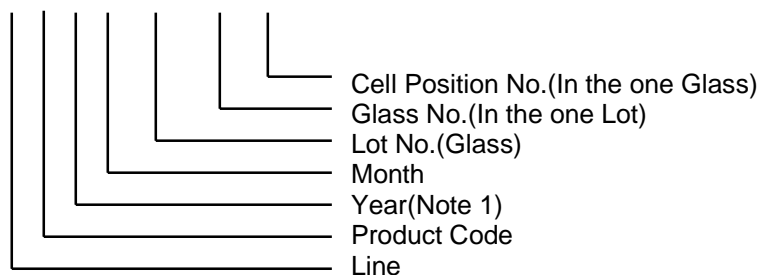 Cell Position No.(In the one Glass)
Glass No.(In the one Lot)
Lot No.(Glass)
Month
Year(Note 1)
Product Code
Line